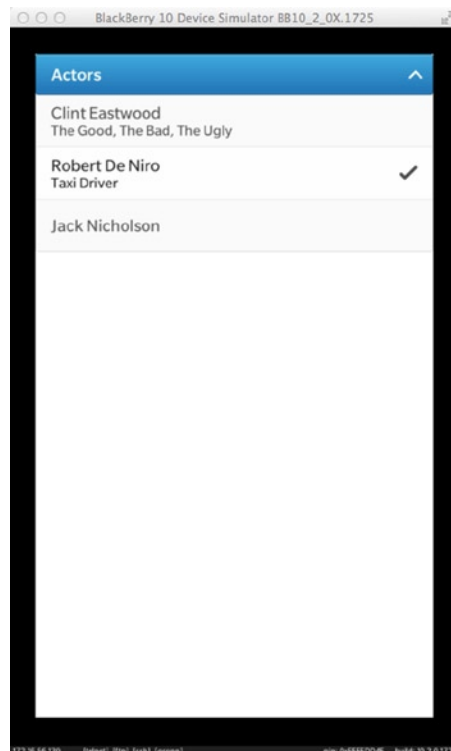 BlackBerry 10 Device Simulator BB10_2_0X.1725
Actors
Clint Eastwood
The Good, The Bad, The Ugly
Robert De Niro
Taxi Driver
Jack Nicholson